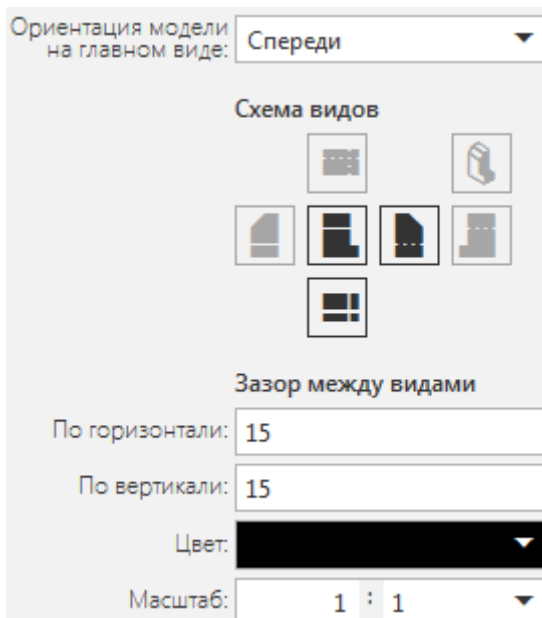 Ориентация модели
на главном виде:
Спереди
Схема видов
Зазор между видами
По горизонтали: 15
По вертикали: 15
Цвет:
Масштаб: 1 : 1